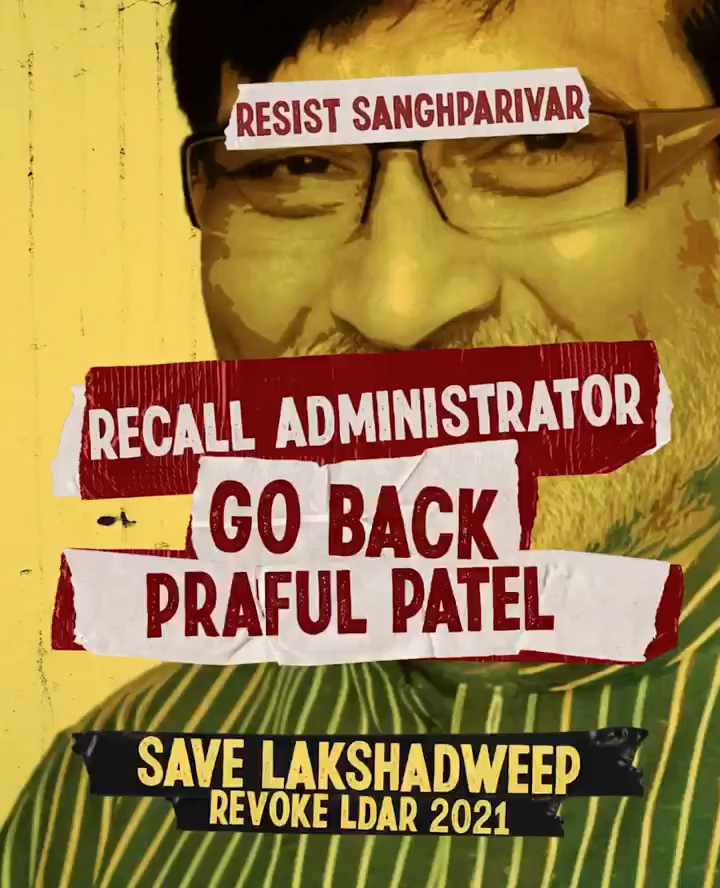 RESIST SANGHPARIVAR
RECALL ADMINISTRATOR
GO BACK
PRAFUL PATEL
SAVE LAKSHADWEEP
REVOKE LDAR 2021